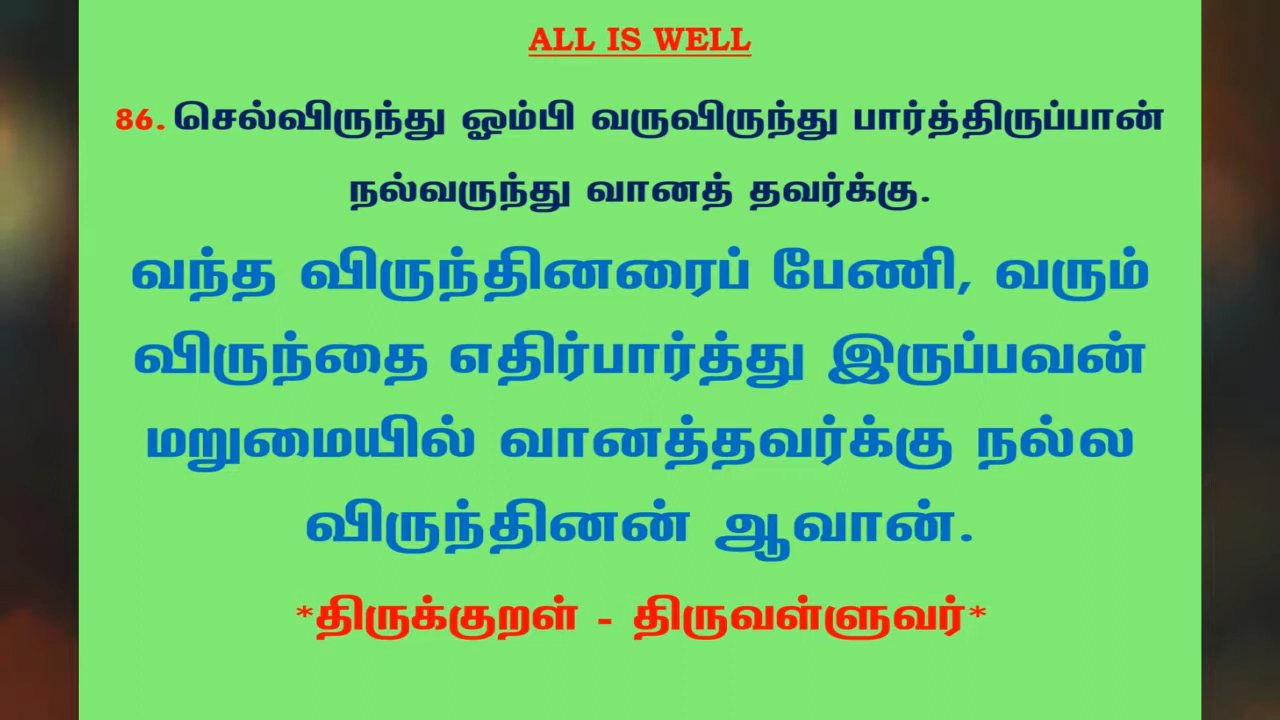 ALL IS WELL
86. செல்விருந்து ஓம்பி வருவிருந்து பார்த்திருப்பான்
நல்வருந்து வானத் தவர்க்கு.
வந்த விருந்தினரைப் பேணி, வரும்
விருந்தை எதிர்பார்த்து இருப்பவன்
மறுமையில் வானத்தவர்க்கு நல்ல
விருந்தினன் ஆவான்.
*திருக்குறள் - திருவள்ளுவர்*